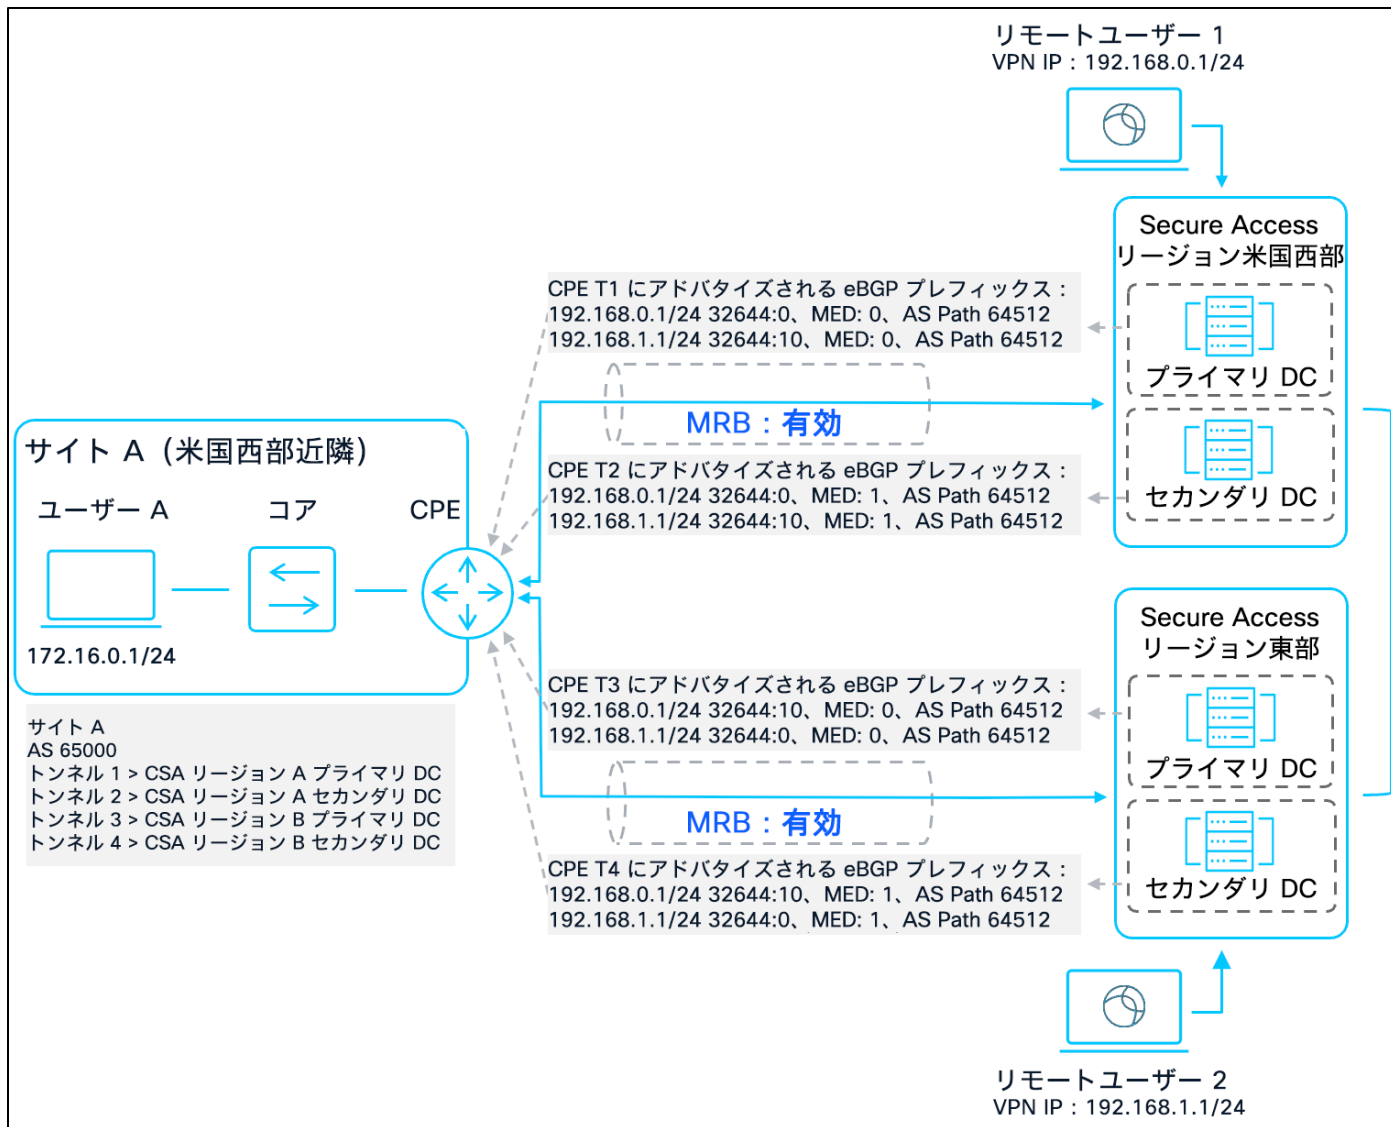 リモートユーザー 1
VPN IP：192.168.0.1/24
Secure Access
リージョン米国西部
プライマリ DC
セカンダリ DC
CPE T1 にアドバタイズされる eBGP プレフィックス：
192.168.0.1/24 32644:0、MED: 0、AS Path 64512
192.168.1.1/24 32644:10、MED: 0、AS Path 64512
MRB：有効
CPE T2 にアドバタイズされる eBGP プレフィックス：
192.168.0.1/24 32644:0、MED: 1、AS Path 64512
192.168.1.1/24 32644:10、MED: 1、AS Path 64512
サイト A（米国西部近隣）
ユーザー A
コア
CPE
172.16.0.1/24
サイト A
AS 65000
トンネル 1 > CSA リージョン A プライマリ DC
トンネル 2 > CSA リージョン A セカンダリ DC
トンネル 3 > CSA リージョン B プライマリ DC
トンネル 4 > CSA リージョン B セカンダリ DC
Secure Access
リージョン東部
プライマリ DC
セカンダリ DC
CPE T3 にアドバタイズされる eBGP プレフィックス：
192.168.0.1/24 32644:10、MED: 0、AS Path 64512
192.168.1.1/24 32644:0、MED: 0、AS Path 64512
MRB：有効
CPE T4 にアドバタイズされる eBGP プレフィックス：
192.168.0.1/24 32644:10、MED: 1、AS Path 64512
192.168.1.1/24 32644:0、MED: 1、AS Path 64512
リモートユーザー 2
VPN IP：192.168.1.1/24